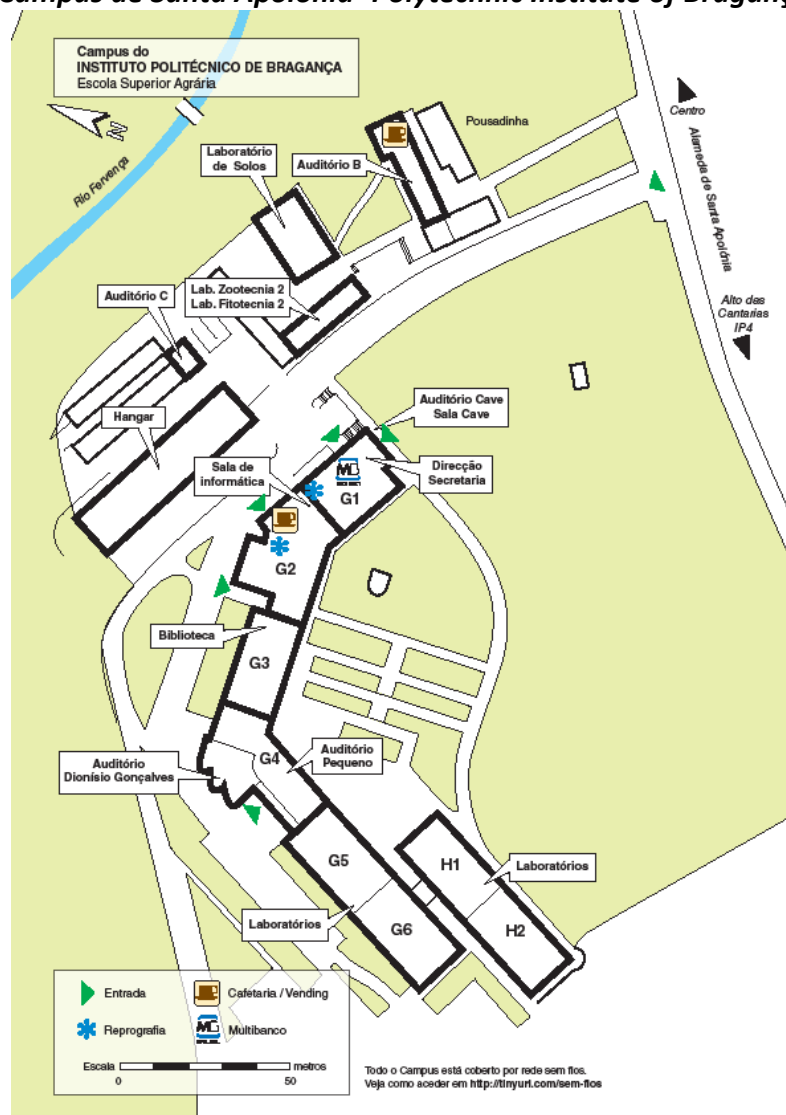 Campus de Santa Apolónia- Polytechnic Institute of Bragança
Campus do
INSTITUTO POLITÉCNICO DE BRAGANÇA
Escola Superior Agrária
N
Rio Fervença
Centro
Pousadinha
Laboratório
de Solos
Auditório B
Alameda de Santa Apolónia
Lab. Zootecnia 2
Lab. Fitotecnia 2
Auditório C
Alto das
Cantarias
IP4
Auditório Cave
Sala Cave
Hangar
Sala de
informática
Direcção
Secretaria
MB
G1
G2
Biblioteca
G3
G4
Auditório
Pequeno
Auditório
Dionísio Gonçalves
G5
H1
Laboratórios
Laboratórios
G6
H2
Entrada
Cafetaria / Vending
Reprografia
MB
Multibanco
Escala
metros
0
50
Todo o Campus está coberto por rede sem fios.
Veja como aceder em http://tinyurl.com/sem-fios